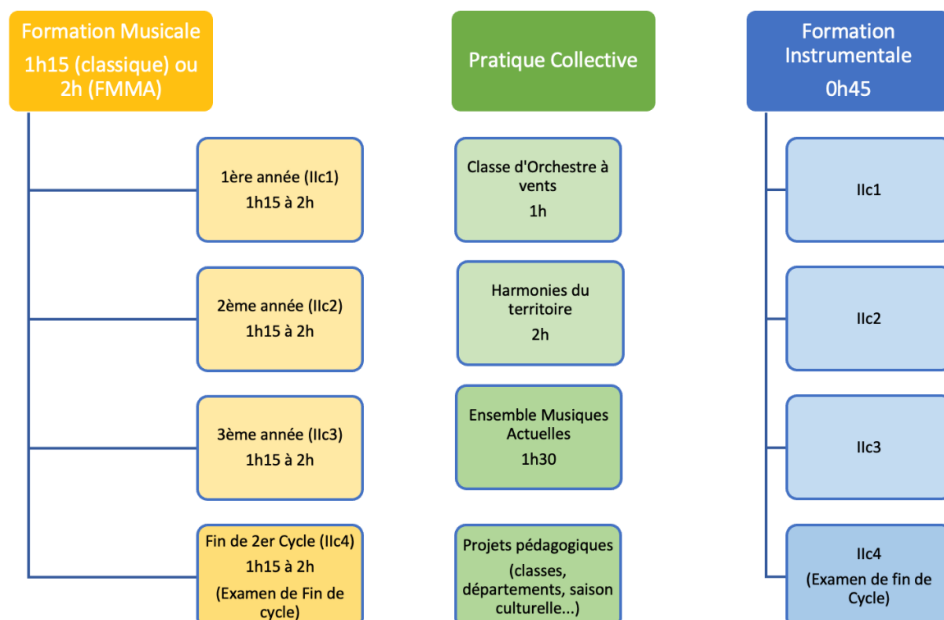 Formation Musicale
1h15 (classique) ou
2h (FMMA)
1ère année (IIc1)
1h15 à 2h
2ème année (IIc2)
1h15 à 2h
3ème année (IIc3)
1h15 à 2h
Fin de 2er Cycle (IIc4)
1h15 à 2h
(Examen de Fin de
cycle)
Pratique Collective
Classe d'Orchestre à
vents
1h
Harmonies du
territoire
2h
Ensemble Musiques
Actuelles
1h30
Projets pédagogiques
(classes,
départements, saison
culturelle...)
Formation
Instrumentale
0h45
IIc1
IIc2
IIc3
IIc4
(Examen de fin de
Cycle)